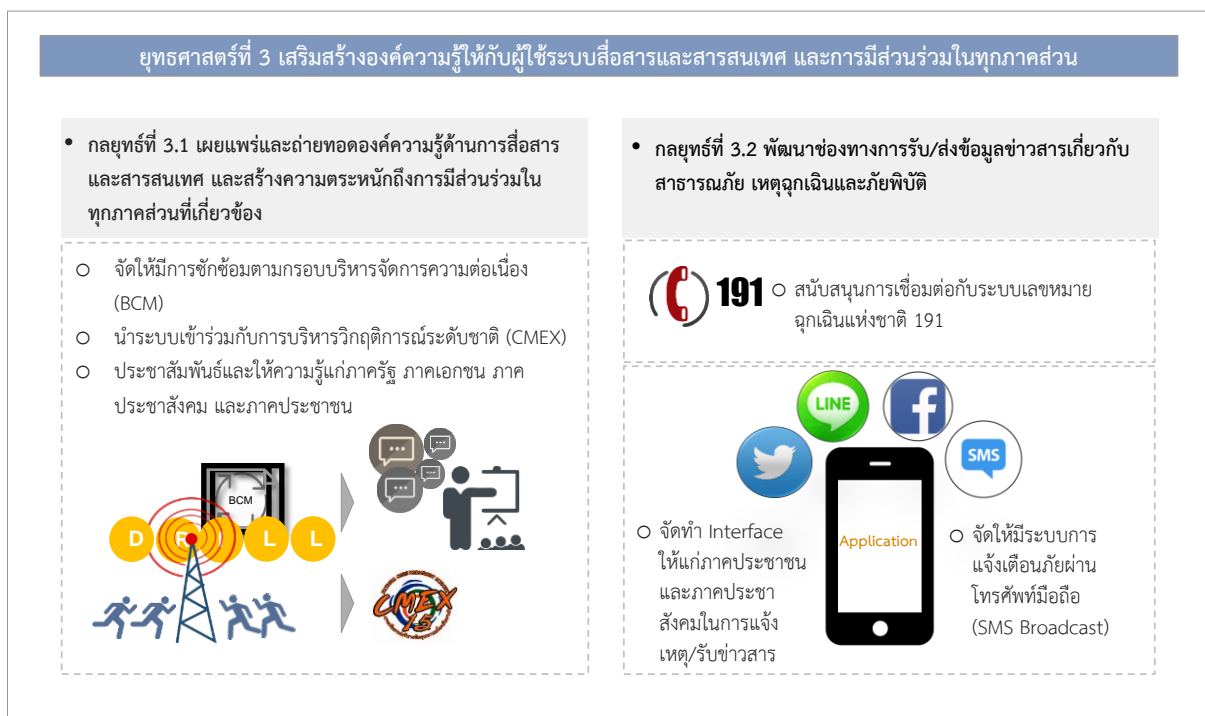 ยุทธศาสตร์ที่ 3 เสริมสร้างองค์ความรู้ให้กับผู้ใช้ระบบสื่อสารและสารสนเทศ และการมีส่วนร่วมในทุกภาคส่วน
• กลยุทธ์ที่ 3.1 เผยแพร่และถ่ายทอดองค์ความรู้ด้านการสื่อสาร
และสารสนเทศ และสร้างความตระหนักถึงการมีส่วนร่วมใน
ทุกภาคส่วนที่เกี่ยวข้อง
o จัดให้มีการซักซ้อมตามกรอบบริหารจัดการความต่อเนื่อง
(BCM)
o นำระบบเข้าร่วมกับการบริหารวิกฤติการณ์ระดับชาติ (CMEX)
o ประชาสัมพันธ์และให้ความรู้แก่ภาครัฐ ภาคเอกชน ภาค
ประชาสังคม และภาคประชาชน
BCM
D R I L L
CMEX
15
• กลยุทธ์ที่ 3.2 พัฒนาช่องทางการรับ/ส่งข้อมูลข่าวสารเกี่ยวกับ
สาธารณภัย เหตุฉุกเฉินและภัยพิบัติ
191
o สนับสนุนการเชื่อมต่อกับระบบเลขหมาย
ฉุกเฉินแห่งชาติ 191
LINE
f
SMS
o จัดทำ Interface
ให้แก่ภาคประชาชน
และภาคประชา
สังคมในการแจ้ง
เหตุ/รับข่าวสาร
Application
o จัดให้มีระบบการ
แจ้งเตือนภัยผ่าน
โทรศัพท์มือถือ
(SMS Broadcast)